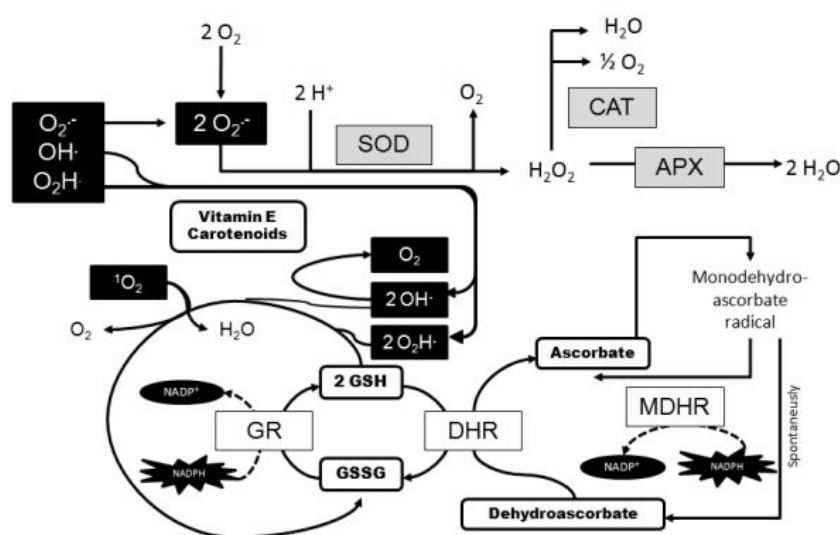 2 O₂
H₂O
½ O₂
2 H⁺
O₂
CAT
O₂·⁻
OH·
O₂H·
2 O₂·⁻
SOD
H₂O₂
APX
2 H₂O
Vitamin E
Carotenoids
O₂
¹O₂
2 OH·
Monodehydro-
ascorbate
radical
O₂
H₂O
2 O₂H·
Ascorbate
NADP⁺
2 GSH
MDHR
GR
DHR
Spontaneusly
NADPH
GSSG
NADP⁺
NADPH
Dehydroascorbate